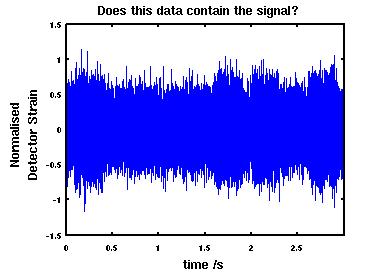 Does this data contain the signal?
Normalised
Detector Strain
1.5
1
0.5
0
-0.5
-1
-1.5
0 0.5 1 1.5 2 2.5
time /s